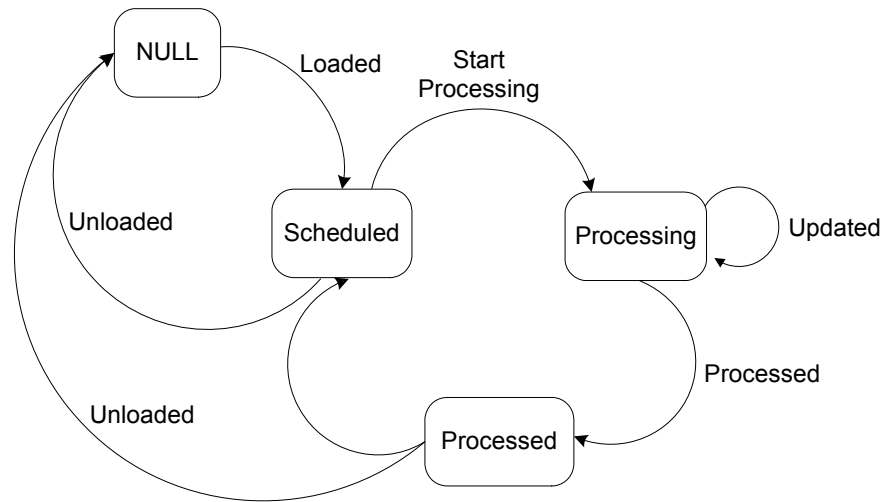 NULL
Loaded
Start
Processing
Unloaded
Scheduled
Processing
Updated
Processed
Unloaded
Processed